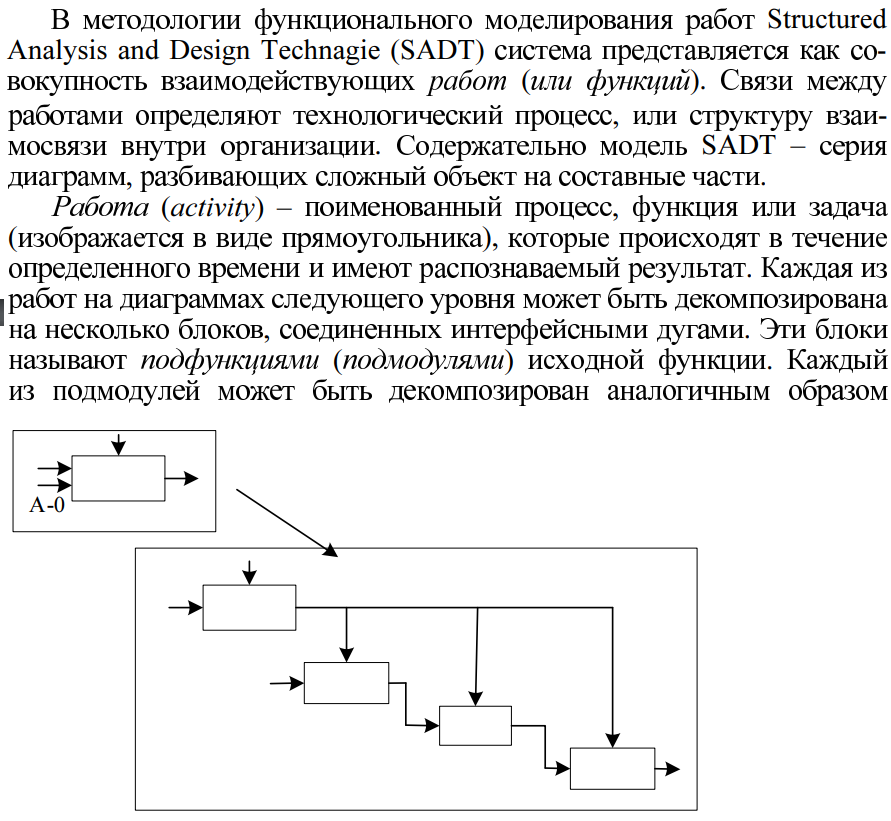 В методологии функционального моделирования работ Structured
Analysis and Design Technagie (SADT) система представляется как со-
вокупность взаимодействующих работ (или функций). Связи между
работами определяют технологический процесс, или структуру взаи-
мосвязи внутри организации. Содержательно модель SADT – серия
диаграмм, разбивающих сложный объект на составные части.
Работа (activity) – поименованный процесс, функция или задача
(изображается в виде прямоугольника), которые происходят в течение
определенного времени и имеют распознаваемый результат. Каждая из
работ на диаграммах следующего уровня может быть декомпозирована
на несколько блоков, соединенных интерфейсными дугами. Эти блоки
называют подфункциями (подмодулями) исходной функции. Каждый
из подмодулей может быть декомпозирован аналогичным образом
А-0